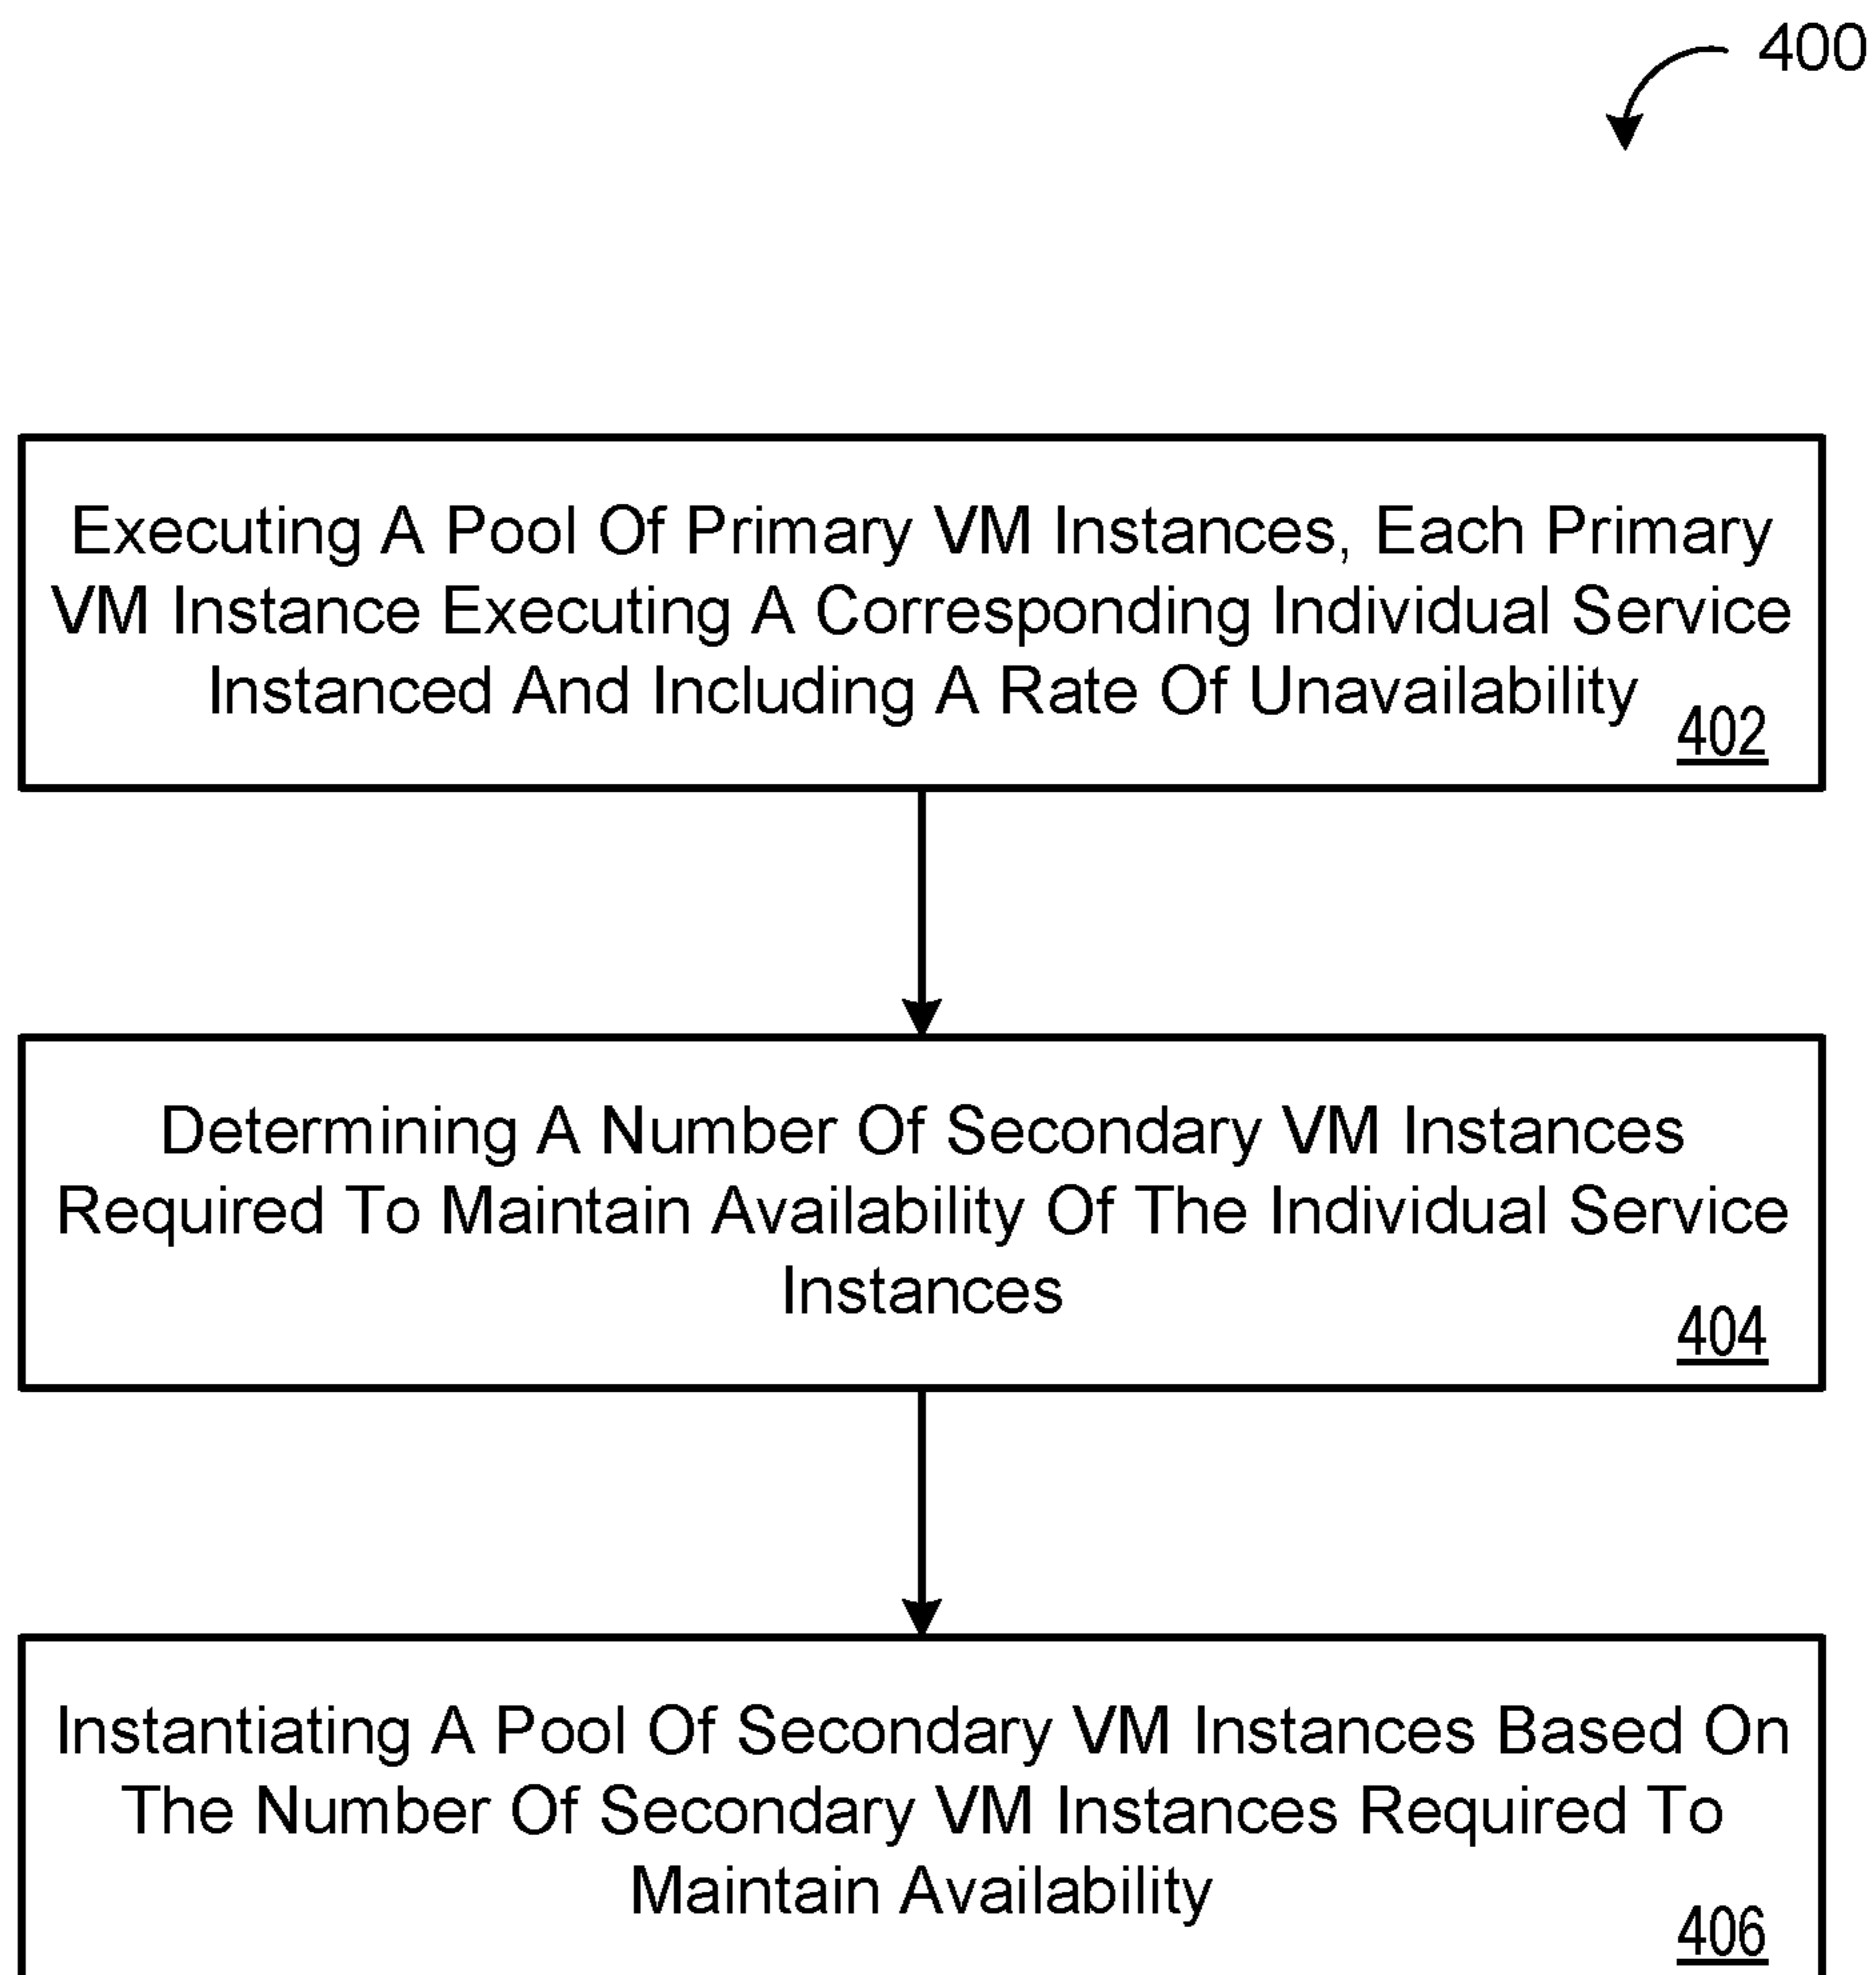 400
Executing A Pool Of Primary VM Instances, Each Primary
VM Instance Executing A Corresponding Individual Service
Instanced And Including A Rate Of Unavailability
402
Determining A Number Of Secondary VM Instances
Required To Maintain Availability Of The Individual Service
Instances
404
Instantiating A Pool Of Secondary VM Instances Based On
The Number Of Secondary VM Instances Required To
Maintain Availability
406